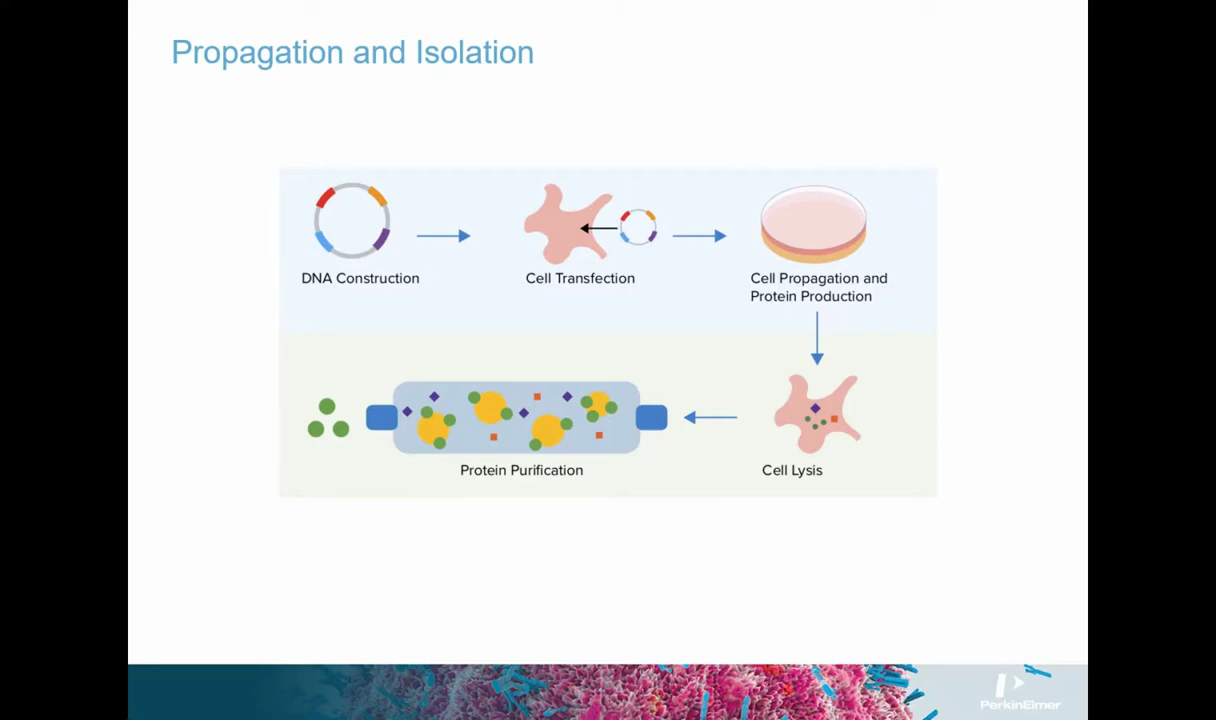 Propagation and Isolation
DNA Construction
Cell Transfection
Cell Propagation and
Protein Production
Protein Purification
Cell Lysis
PerkinElmer